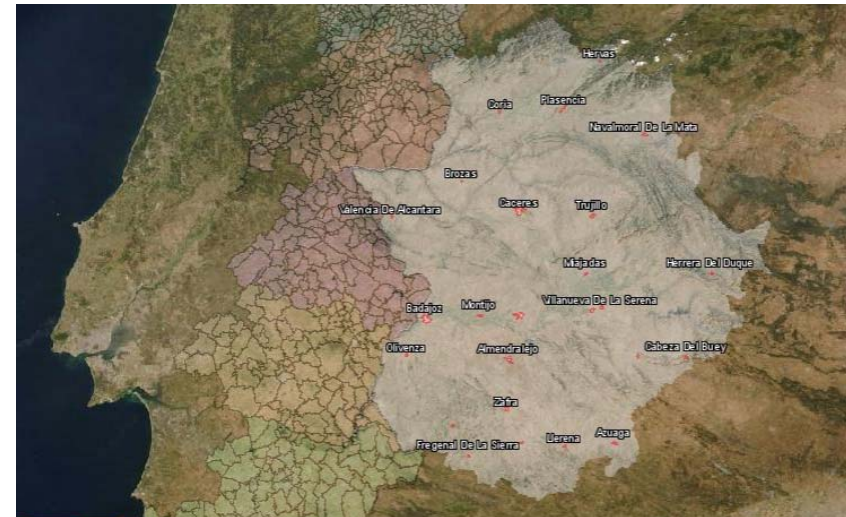 Hervas
Coria
Plasencia
Navalmoral De La Mata
Brozas
Valencia De Alcantara
Caceres
Trujillo
Miajadas
Herrera Del Duque
Badajoz
Montijo
Villanueva De La Serena
Olivenza
Almendralejo
Cabeza Del Buey
Zafra
Fregenal De La Sierra
Llerena
Azuaga